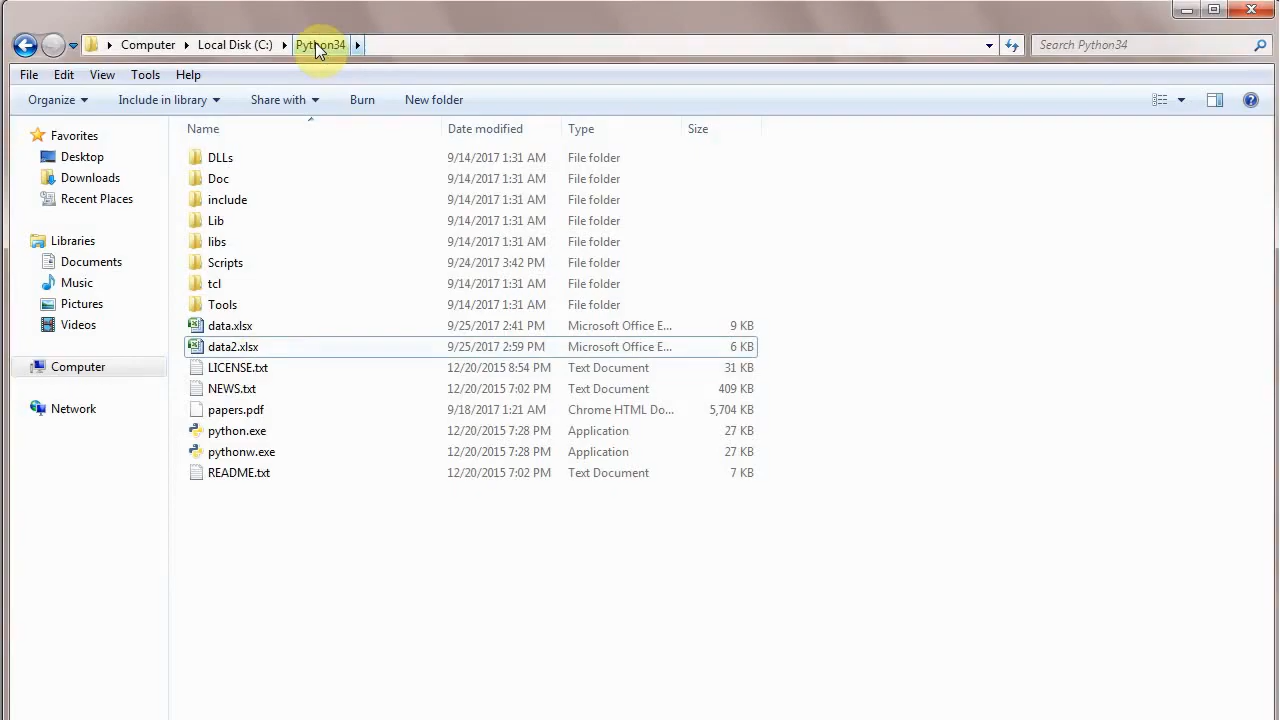 Computer Local Disk (C:) Python34 Search Python34
File Edit View Tools Help
Organize Include in library Share with Burn New folder
Name Date modified Type Size
Favorites
Desktop
Downloads
Recent Places
Libraries
Documents
Music
Pictures
Videos
Computer
Network
DLLs 9/14/2017 1:31 AM File folder
Doc 9/14/2017 1:31 AM File folder
include 9/14/2017 1:31 AM File folder
Lib 9/14/2017 1:31 AM File folder
libs 9/14/2017 1:31 AM File folder
Scripts 9/24/2017 3:42 PM File folder
tcl 9/14/2017 1:31 AM File folder
Tools 9/14/2017 1:31 AM File folder
data.xlsx 9/25/2017 2:41 PM Microsoft Office E... 9 KB
data2.xlsx 9/25/2017 2:59 PM Microsoft Office E... 6 KB
LICENSE.txt 12/20/2015 8:54 PM Text Document 31 KB
NEWS.txt 12/20/2015 7:02 PM Text Document 409 KB
papers.pdf 9/18/2017 1:21 AM Chrome HTML Do... 5,704 KB
python.exe 12/20/2015 7:28 PM Application 27 KB
pythonw.exe 12/20/2015 7:28 PM Application 27 KB
README.txt 12/20/2015 7:02 PM Text Document 7 KB